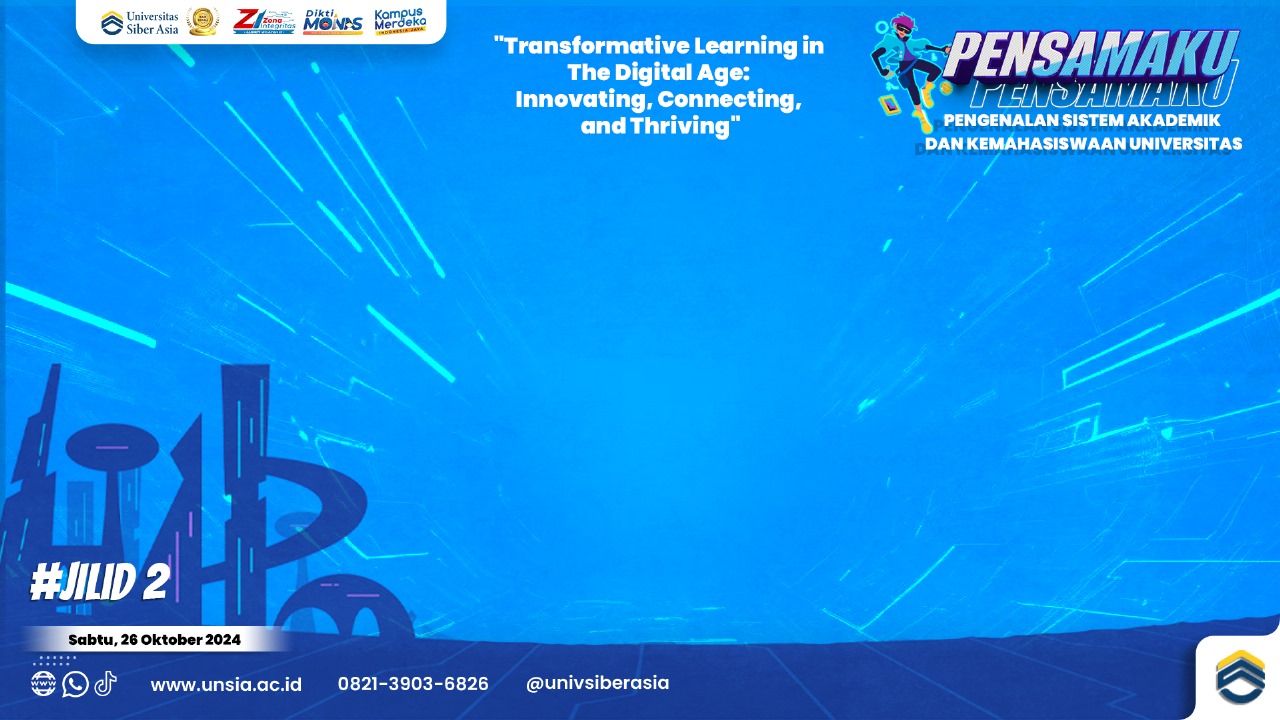 Universitas
Siber Asia
Zona
Integritas
Dikti
MONAS
Kampus
Merdeka
INDONESIA JAYA
"Transformative Learning in
The Digital Age:
Innovating, Connecting,
and Thriving"
PENSAMAKU
PENSAMAKU
PENGENALAN SISTEM AKADEMIK
DAN KEMAHASISWAAN UNIVERSITAS
#JILID 2
Sabtu, 26 Oktober 2024
www.unsia.ac.id
0821-3903-6826
@univsiberasia